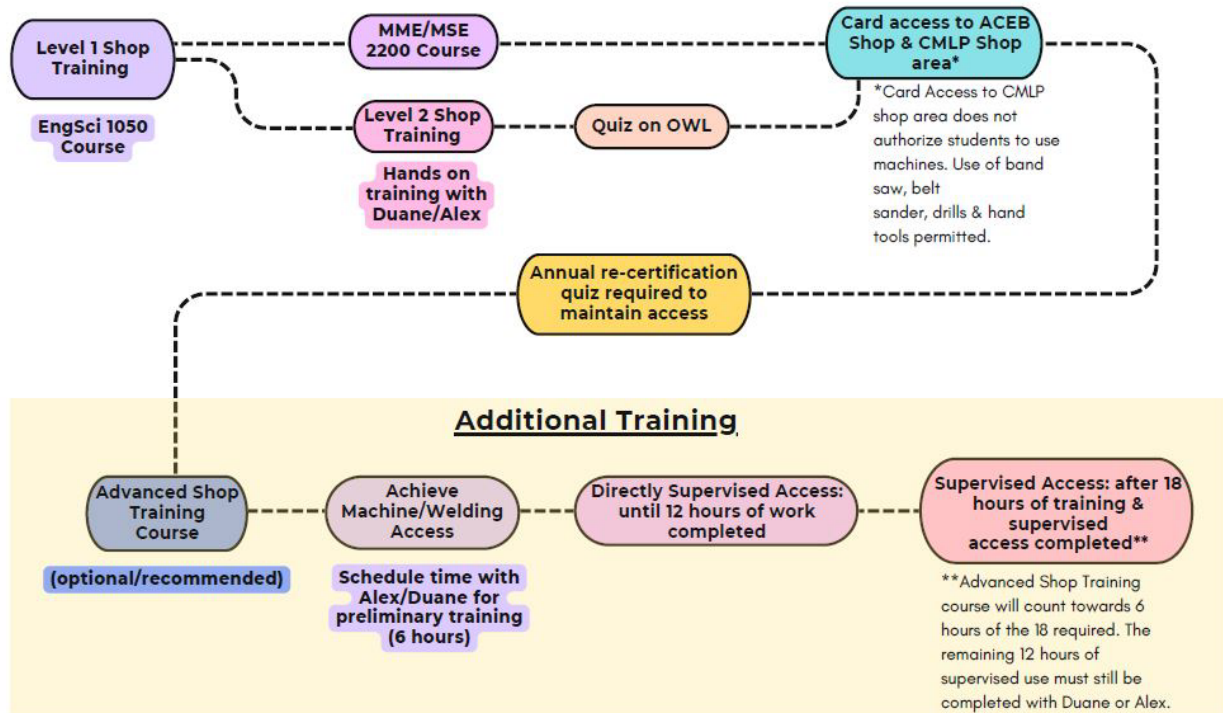 Level 1 Shop
Training
EngSci 1050
Course
MME/MSE
2200 Course
Level 2 Shop
Training
Hands on
training with
Duane/Alex
Quiz on OWL
Card access to ACEB
Shop & CMLP Shop
area*
*Card Access to CMLP
shop area does not
authorize students to use
machines. Use of band
saw, belt
sander, drills & hand
tools permitted.
Annual re-certification
quiz required to
maintain access
Additional Training
Advanced Shop
Training
Course
(optional/recommended)
Achieve
Machine/Welding
Access
Schedule time with
Alex/Duane for
preliminary training
(6 hours)
Directly Supervised Access:
until 12 hours of work
completed
Supervised Access: after 18
hours of training &
supervised
access completed**
**Advanced Shop Training
course will count towards 6
hours of the 18 required. The
remaining 12 hours of
supervised use must still be
completed with Duane or Alex.